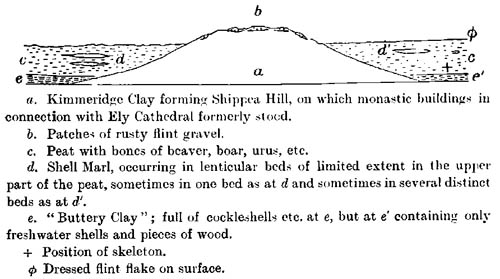 b
ϕ
c d d' c
e a + e'
a. Kimmeridge Clay forming Shippea Hill, on which monastic buildings in
connection with Ely Cathedral formerly stood.
b. Patches of rusty flint gravel.
c. Peat with bones of beaver, boar, urus, etc.
d. Shell Marl, occurring in lenticular beds of limited extent in the upper
part of the peat, sometimes in one bed as at d and sometimes in several distinct
beds as at d'.
e. "Buttery Clay"; full of cockleshells etc. at e, but at e' containing only
freshwater shells and pieces of wood.
+ Position of skeleton.
ϕ Dressed flint flake on surface.